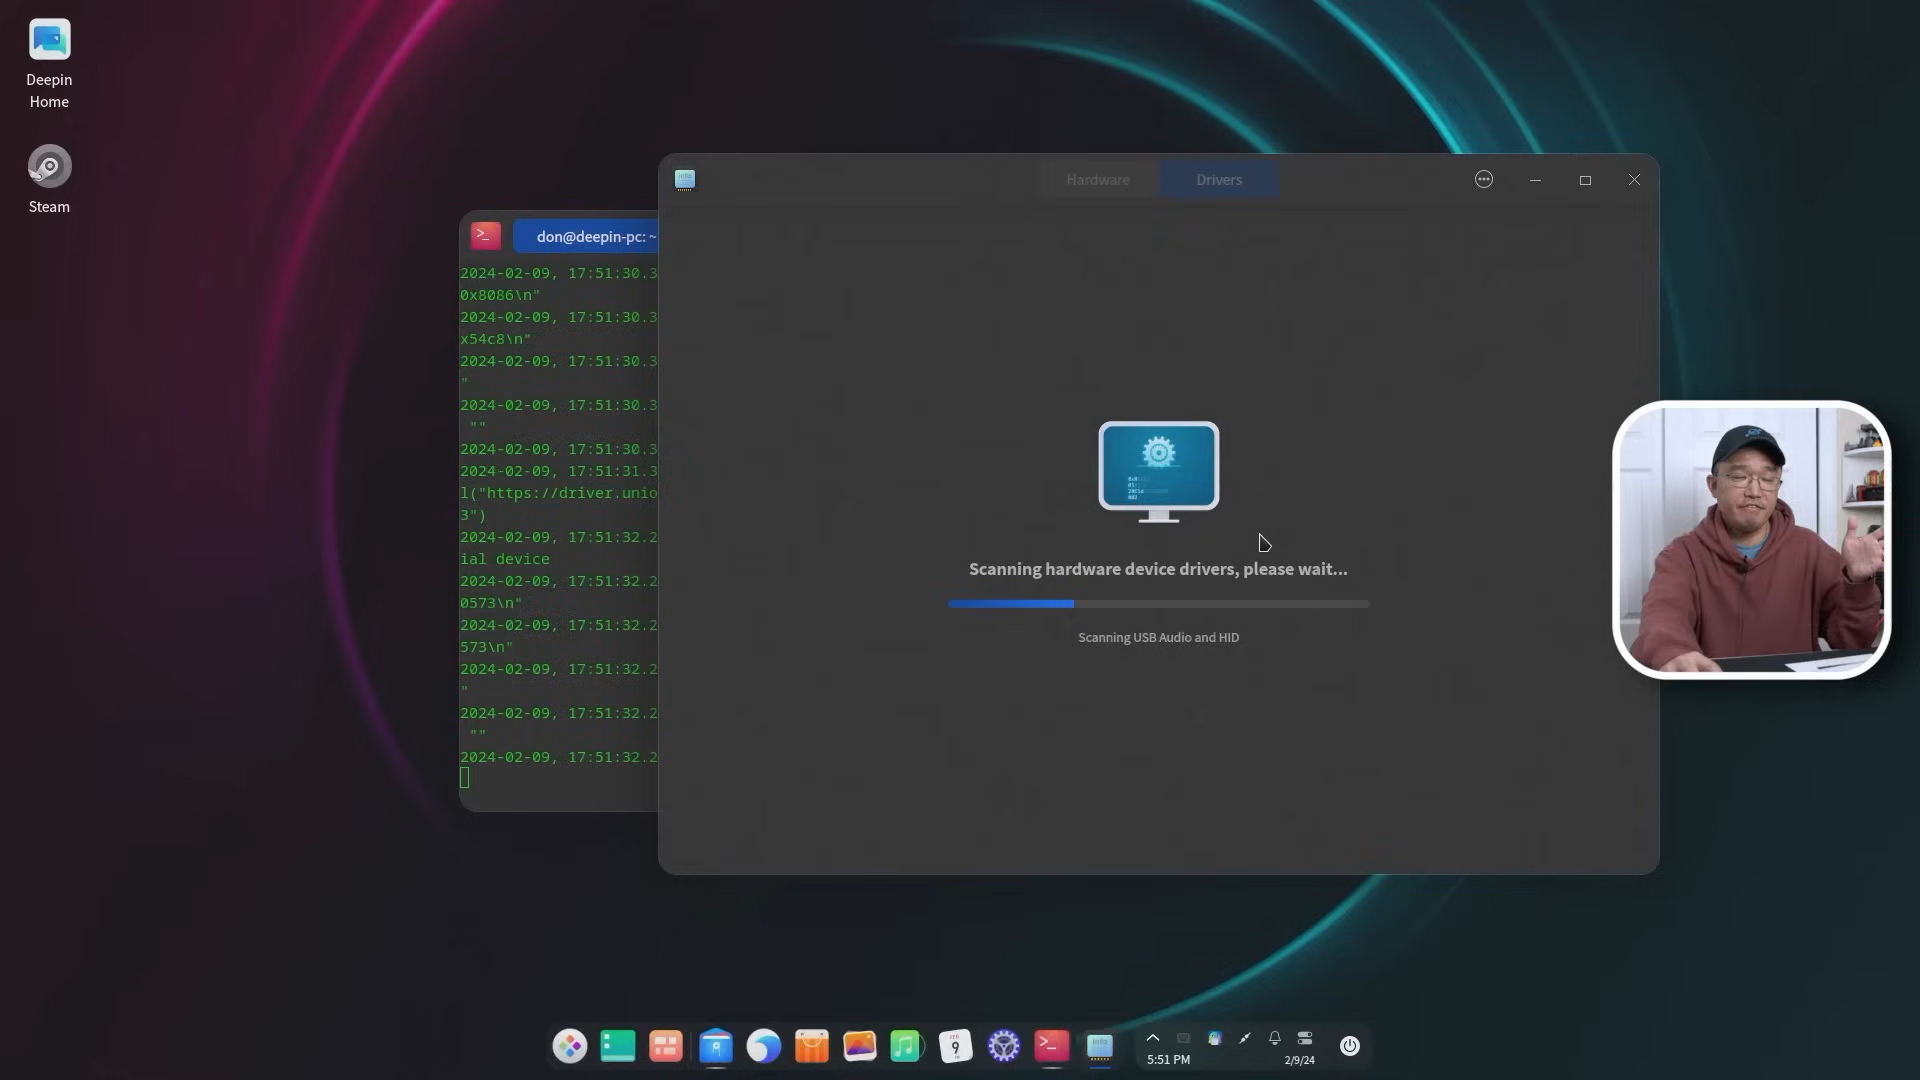 Deepin
Home
Steam
Hardware
Drivers
don@deepin-pc: ~
2024-02-09, 17:51:30.3
0x8086\n"
2024-02-09, 17:51:30.3
x54c8\n"
2024-02-09, 17:51:30.3
"
2024-02-09, 17:51:30.3
""
2024-02-09, 17:51:30.3
2024-02-09, 17:51:31.3
l("https://driver.unio
3")
2024-02-09, 17:51:32.2
ial device
2024-02-09, 17:51:32.2
0573\n"
2024-02-09, 17:51:32.2
573\n"
2024-02-09, 17:51:32.2
"
2024-02-09, 17:51:32.2
""
2024-02-09, 17:51:32.2
Scanning hardware device drivers, please wait...
Scanning USB Audio and HID
FEB
9
5:51 PM
2/9/24